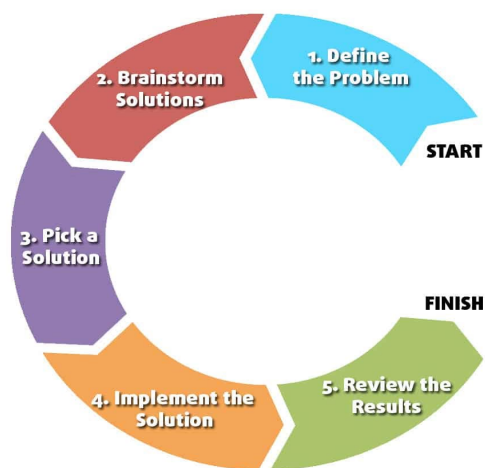 1. Define
the Problem
START
2. Brainstorm
Solutions
3. Pick a
Solution
4. Implement the
Solution
5. Review the
Results
FINISH